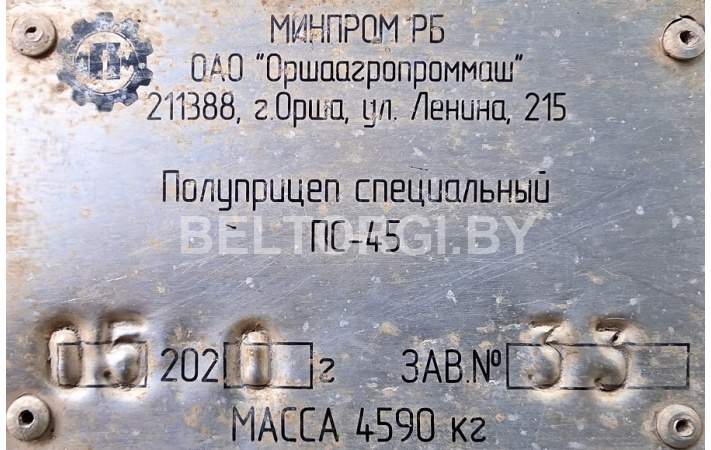 МИНПРОМ РБ
ОАО "Оршаагропроммаш"
211388, г.Орша, ул. Ленина, 215
Полуприцеп специальный
ПС-45
BELTORGI.BY
05 2020 г ЗАВ.№ 33
МАССА 4590 кг